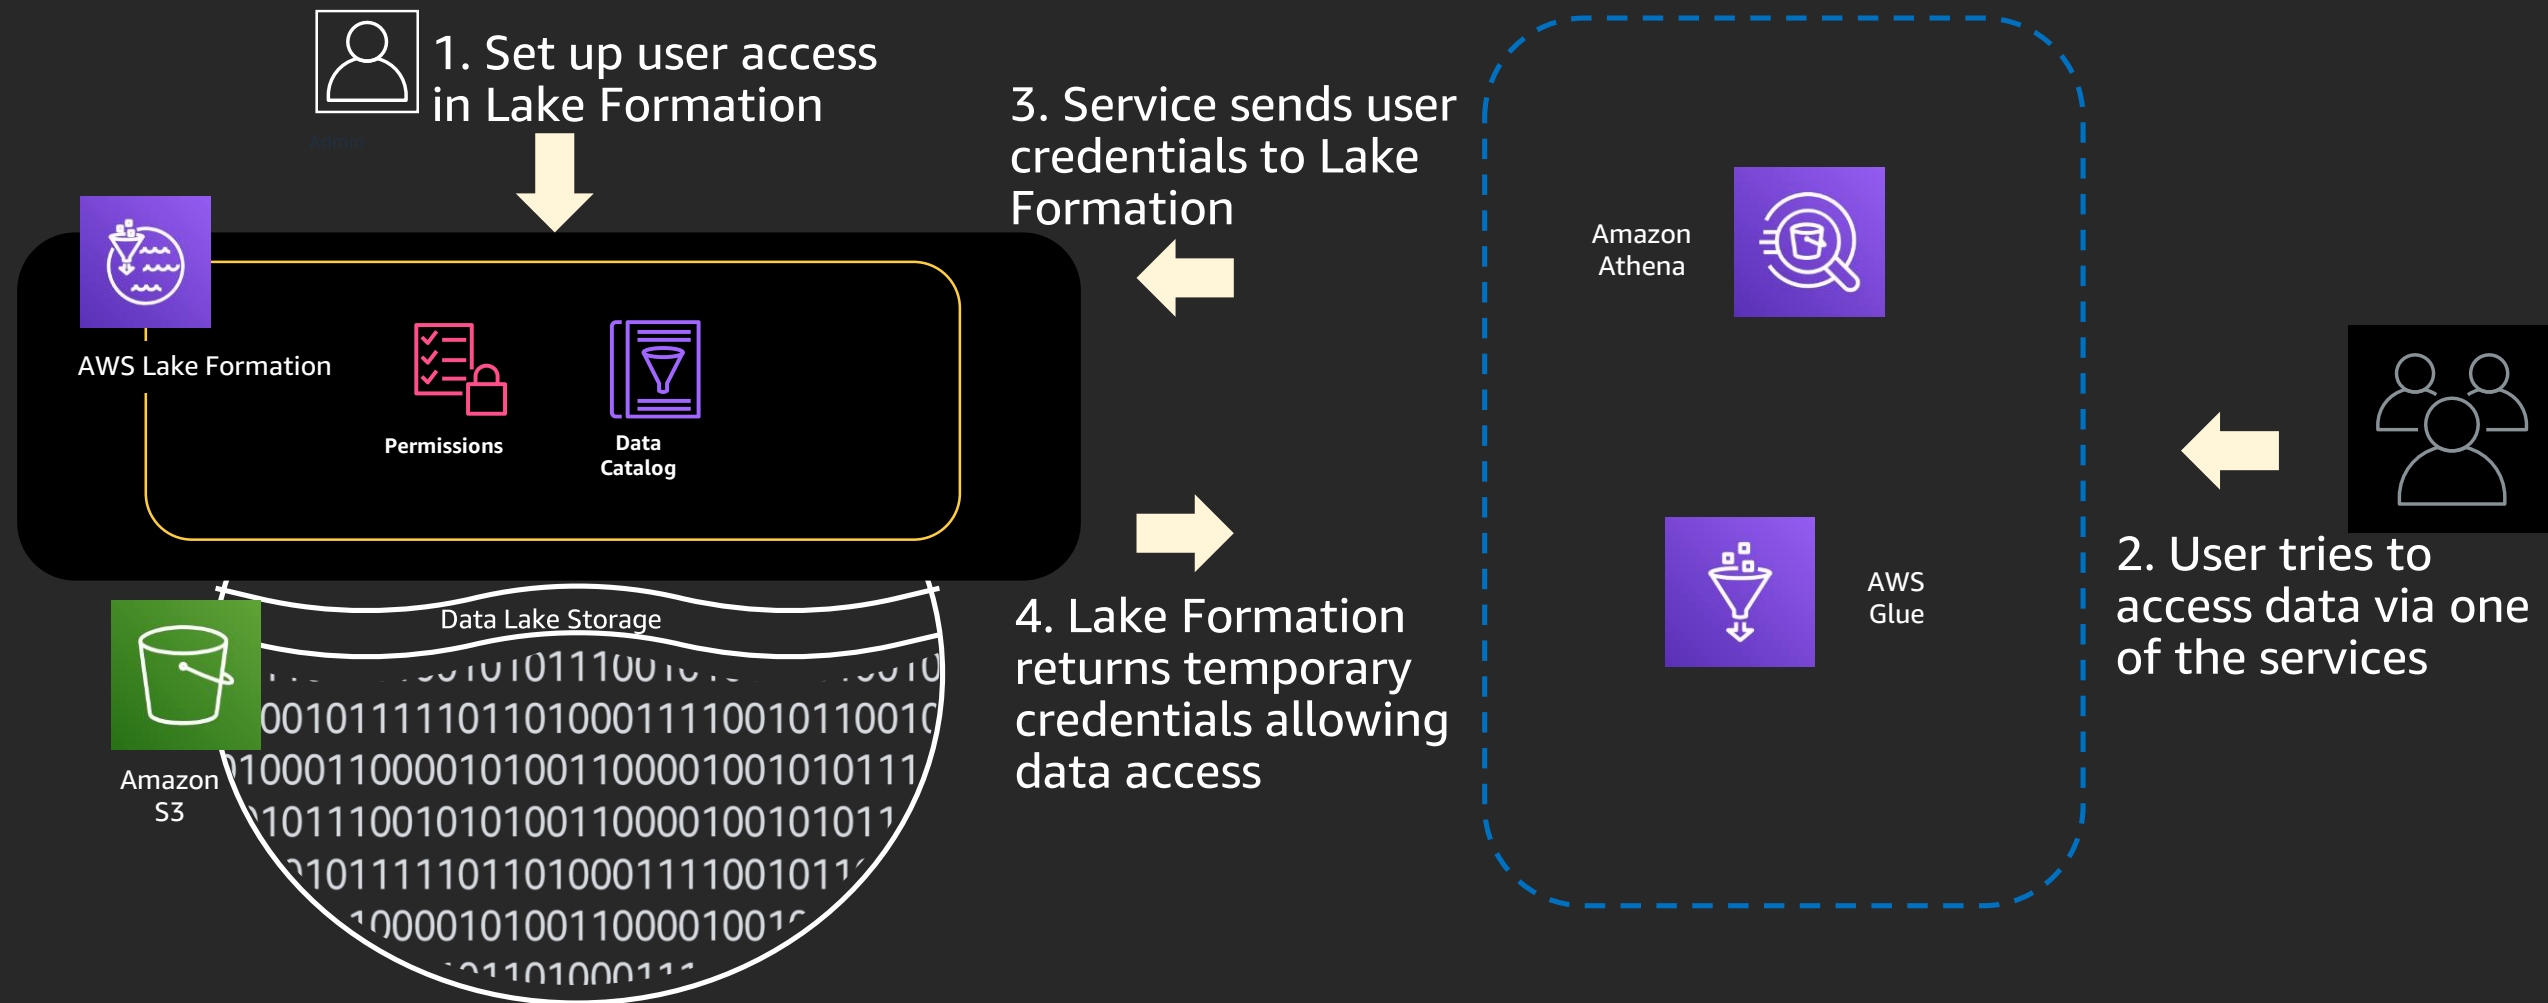 1. Set up user access
in Lake Formation
Admin
3. Service sends user
credentials to Lake
Formation
Amazon
Athena
AWS Lake Formation
Permissions
Data
Catalog
2. User tries to
access data via one
of the services
AWS
Glue
4. Lake Formation
returns temporary
credentials allowing
data access
Data Lake Storage
Amazon
S3